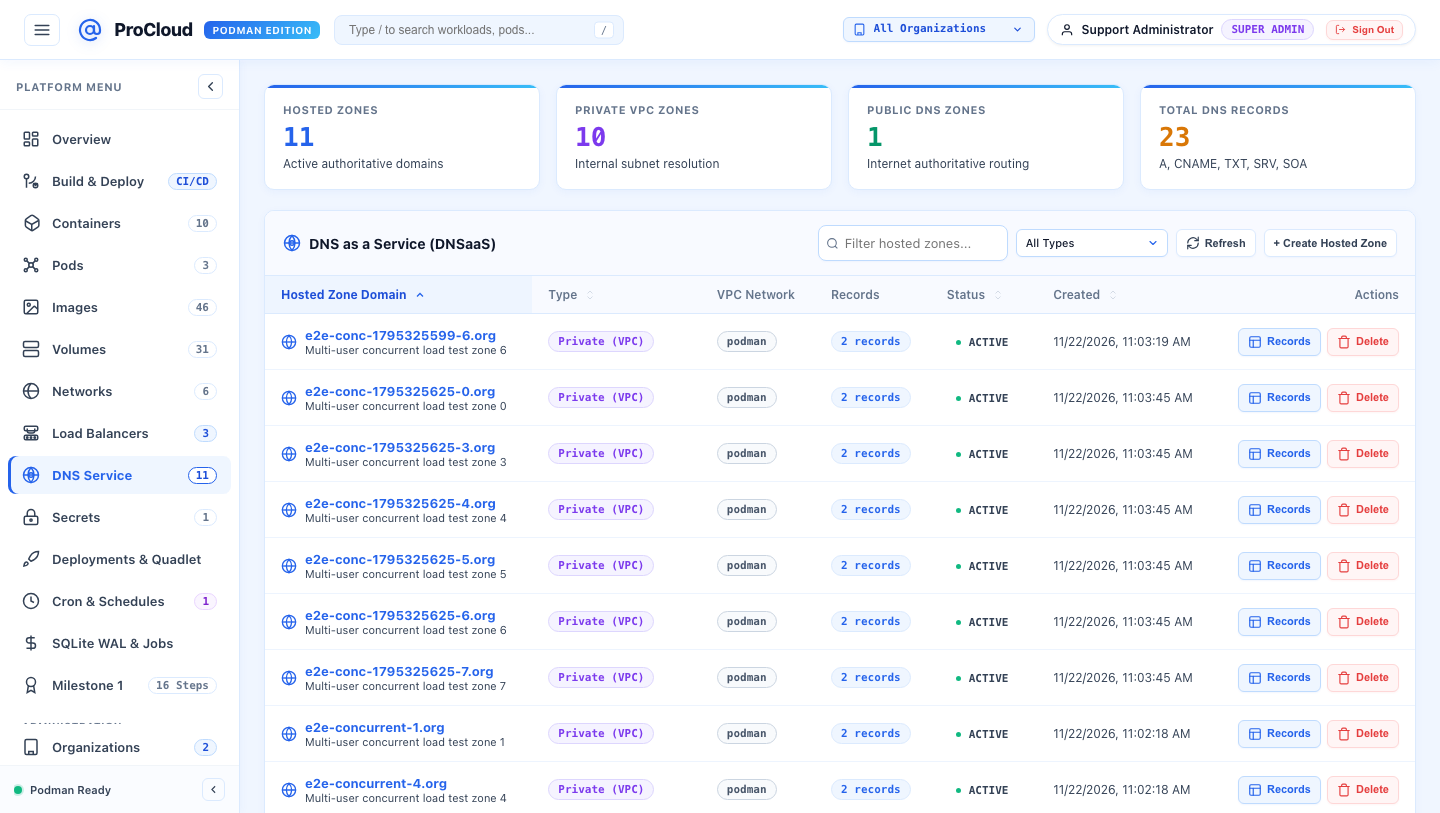 ProCloud
PODMAN EDITION
Type / to search workloads, pods...
/
All Organizations
Support Administrator
SUPER ADMIN
Sign Out
PLATFORM MENU
Overview
Build & Deploy CI/CD
Containers 10
Pods 3
Images 46
Volumes 31
Networks 6
Load Balancers 3
DNS Service 11
Secrets 1
Deployments & Quadlet
Cron & Schedules 1
SQLite WAL & Jobs
Milestone 1 16 Steps
Organizations 2
Podman Ready
HOSTED ZONES
11
Active authoritative domains
PRIVATE VPC ZONES
10
Internal subnet resolution
PUBLIC DNS ZONES
1
Internet authoritative routing
TOTAL DNS RECORDS
23
A, CNAME, TXT, SRV, SOA
DNS as a Service (DNSaaS)
Filter hosted zones...
All Types
Refresh
+ Create Hosted Zone
Hosted Zone Domain Type VPC Network Records Status Created Actions
e2e-conc-1795325599-6.org Private (VPC) podman 2 records ACTIVE 11/22/2026, 11:03:19 AM Records Delete
Multi-user concurrent load test zone 6
e2e-conc-1795325625-0.org Private (VPC) podman 2 records ACTIVE 11/22/2026, 11:03:45 AM Records Delete
Multi-user concurrent load test zone 0
e2e-conc-1795325625-3.org Private (VPC) podman 2 records ACTIVE 11/22/2026, 11:03:45 AM Records Delete
Multi-user concurrent load test zone 3
e2e-conc-1795325625-4.org Private (VPC) podman 2 records ACTIVE 11/22/2026, 11:03:45 AM Records Delete
Multi-user concurrent load test zone 4
e2e-conc-1795325625-5.org Private (VPC) podman 2 records ACTIVE 11/22/2026, 11:03:45 AM Records Delete
Multi-user concurrent load test zone 5
e2e-conc-1795325625-6.org Private (VPC) podman 2 records ACTIVE 11/22/2026, 11:03:45 AM Records Delete
Multi-user concurrent load test zone 6
e2e-conc-1795325625-7.org Private (VPC) podman 2 records ACTIVE 11/22/2026, 11:03:45 AM Records Delete
Multi-user concurrent load test zone 7
e2e-concurrent-1.org Private (VPC) podman 2 records ACTIVE 11/22/2026, 11:02:18 AM Records Delete
Multi-user concurrent load test zone 1
e2e-concurrent-4.org Private (VPC) podman 2 records ACTIVE 11/22/2026, 11:02:18 AM Records Delete
Multi-user concurrent load test zone 4